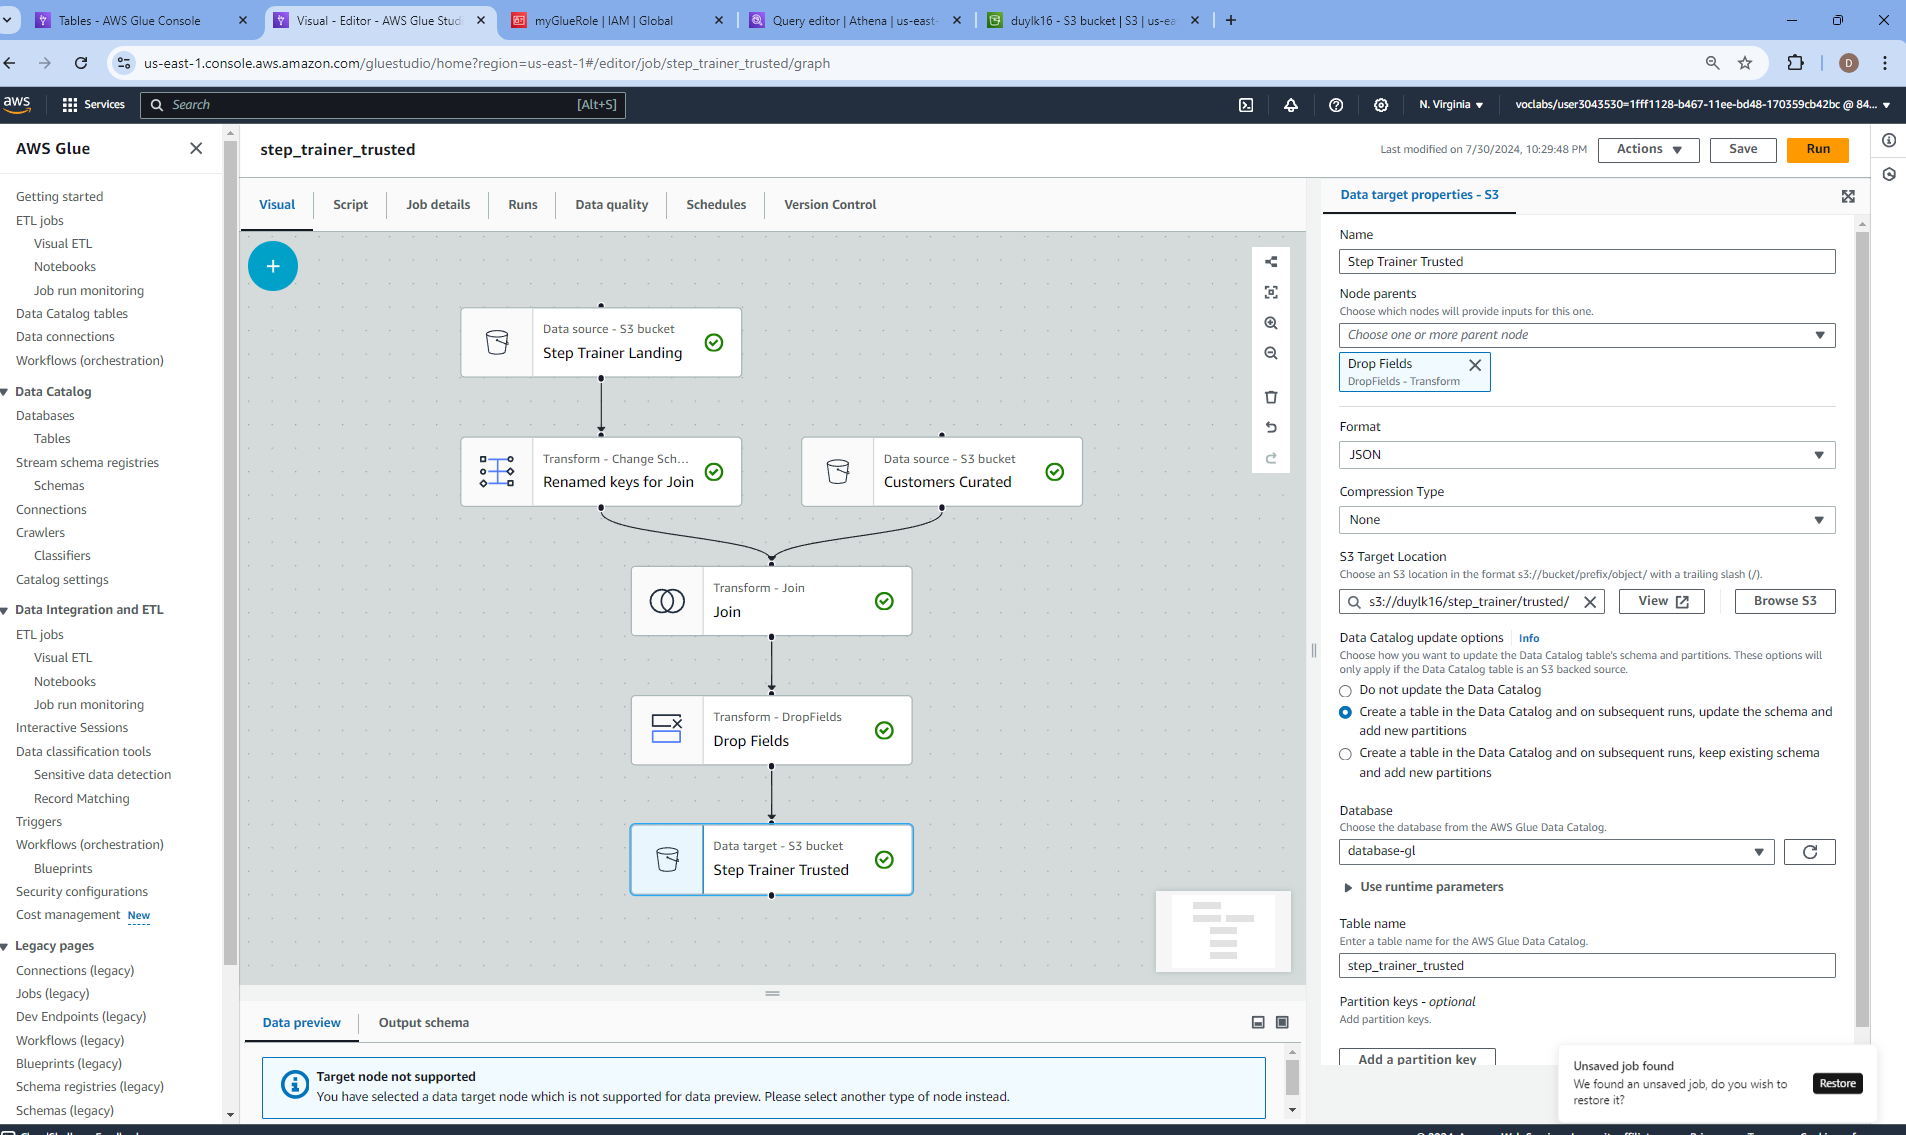 Tables - AWS Glue Console
Visual - Editor - AWS Glue Studi
myGlueRole | IAM | Global
Query editor | Athena | us-east-
duylk16 - S3 bucket | S3 | us-ea
us-east-1.console.aws.amazon.com/gluestudio/home?region=us-east-1#/editor/job/step_trainer_trusted/graph
D
aws
Services
Search
[Alt+S]
N. Virginia
voclabs/user3043530=1fff1128-b467-11ee-bd48-170359cb42bc @ 84...
AWS Glue
Getting started
ETL jobs
Visual ETL
Notebooks
Job run monitoring
Data Catalog tables
Data connections
Workflows (orchestration)
Data Catalog
Databases
Tables
Stream schema registries
Schemas
Connections
Crawlers
Classifiers
Catalog settings
Data Integration and ETL
ETL jobs
Visual ETL
Notebooks
Job run monitoring
Interactive Sessions
Data classification tools
Sensitive data detection
Record Matching
Triggers
Workflows (orchestration)
Blueprints
Security configurations
Cost management New
Legacy pages
Connections (legacy)
Jobs (legacy)
Dev Endpoints (legacy)
Workflows (legacy)
Blueprints (legacy)
Schema registries (legacy)
Schemas (legacy)
step_trainer_trusted
Last modified on 7/30/2024, 10:29:48 PM
Actions
Save
Run
Visual
Script
Job details
Runs
Data quality
Schedules
Version Control
Data source - S3 bucket
Step Trainer Landing
Transform - Change Sch...
Renamed keys for Join
Data source - S3 bucket
Customers Curated
Transform - Join
Join
Transform - DropFields
Drop Fields
Data target - S3 bucket
Step Trainer Trusted
Data preview
Output schema
Target node not supported
You have selected a data target node which is not supported for data preview. Please select another type of node instead.
Data target properties - S3
Name
Step Trainer Trusted
Node parents
Choose which nodes will provide inputs for this one.
Choose one or more parent node
Drop Fields
DropFields - Transform
Format
JSON
Compression Type
None
S3 Target Location
Choose an S3 location in the format s3://bucket/prefix/object/ with a trailing slash (/).
s3://duylk16/step_trainer/trusted/
View
Browse S3
Data Catalog update options
Info
Choose how you want to update the Data Catalog table's schema and partitions. These options will
only apply if the Data Catalog table is an S3 backed source.
Do not update the Data Catalog
Create a table in the Data Catalog and on subsequent runs, update the schema and
add new partitions
Create a table in the Data Catalog and on subsequent runs, keep existing schema
and add new partitions
Database
Choose the database from the AWS Glue Data Catalog.
database-gl
Use runtime parameters
Table name
Enter a table name for the AWS Glue Data Catalog.
step_trainer_trusted
Partition keys - optional
Add partition keys.
Add a partition key
Unsaved job found
We found an unsaved job, do you wish to
restore it?
Restore